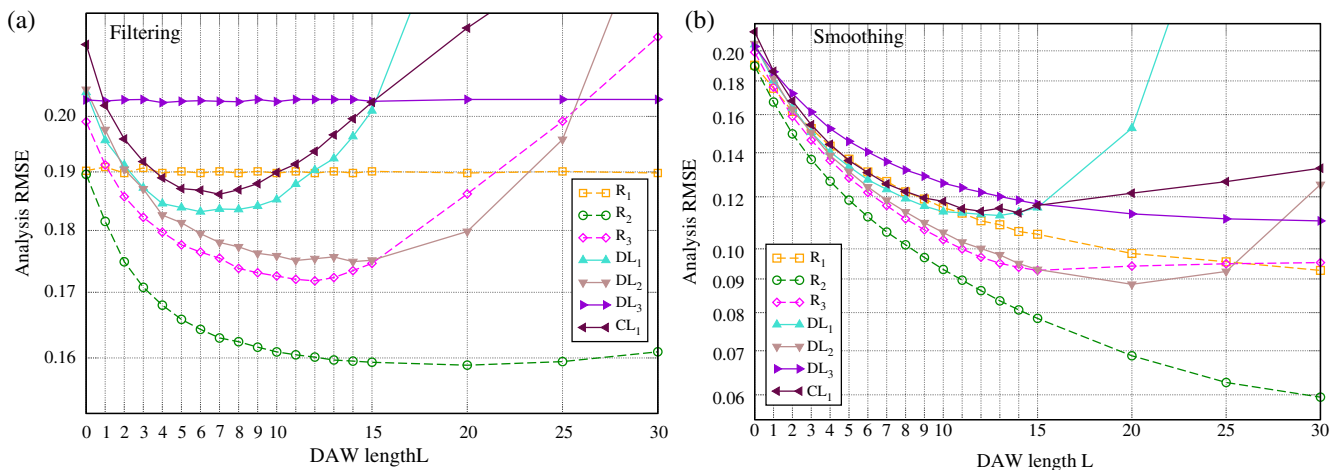 (a)
Filtering
Analysis RMSE
0.20
0.19
0.18
0.17
0.16
R1
R2
R3
DL1
DL2
DL3
CL1
0 1 2 3 4 5 6 7 8 9 10 15 20 25 30
DAW lengthL
(b)
Smoothing
Analysis RMSE
0.20
0.18
0.16
0.14
0.12
0.10
0.09
0.08
0.07
0.06
R1
R2
R3
DL1
DL2
DL3
CL1
0 1 2 3 4 5 6 7 8 9 10 15 20 25 30
DAW length L